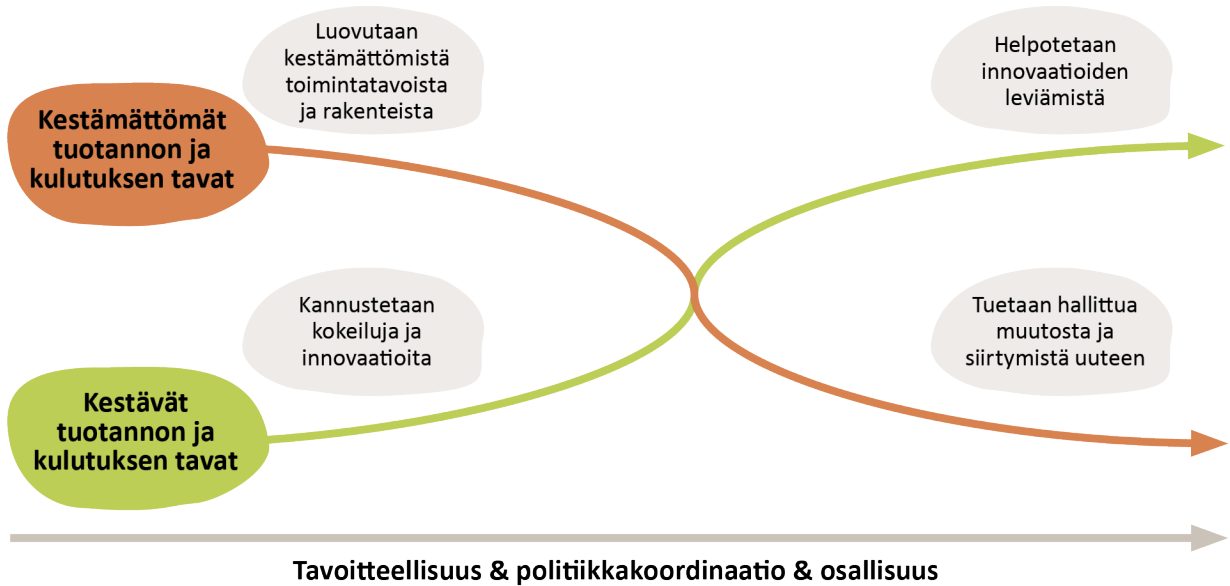 Luovutaan
kestämättömistä
toimintatavoista
ja rakenteista
Helpotetaan
innovaatioiden
leviämistä
Kestämättömät
tuotannon ja
kulutuksen tavat
Kannustetaan
kokeiluja ja
innovaatioita
Tuetaan hallittua
muutosta ja
siirtymistä uuteen
Kestävät
tuotannon ja
kulutuksen tavat
Tavoitteellisuus & politiikkakoordinaatio & osallisuus